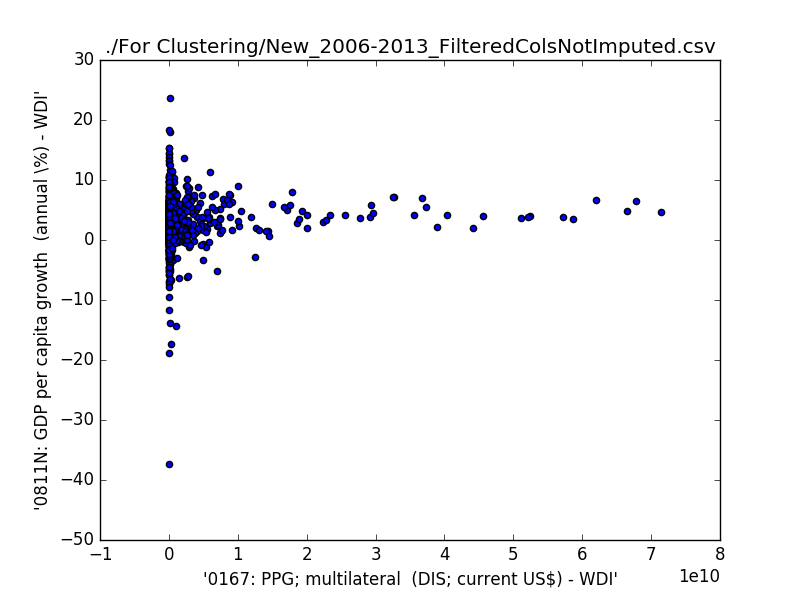 ./For Clustering/New_2006-2013_FilteredColsNotImputed.csv
30
20
10
0
−10
−20
−30
−40
−50
'0811N: GDP per capita growth  (annual \%) - WDI'
−1 0 1 2 3 4 5 6 7 8
1e10
'0167: PPG; multilateral  (DIS; current US$) - WDI'